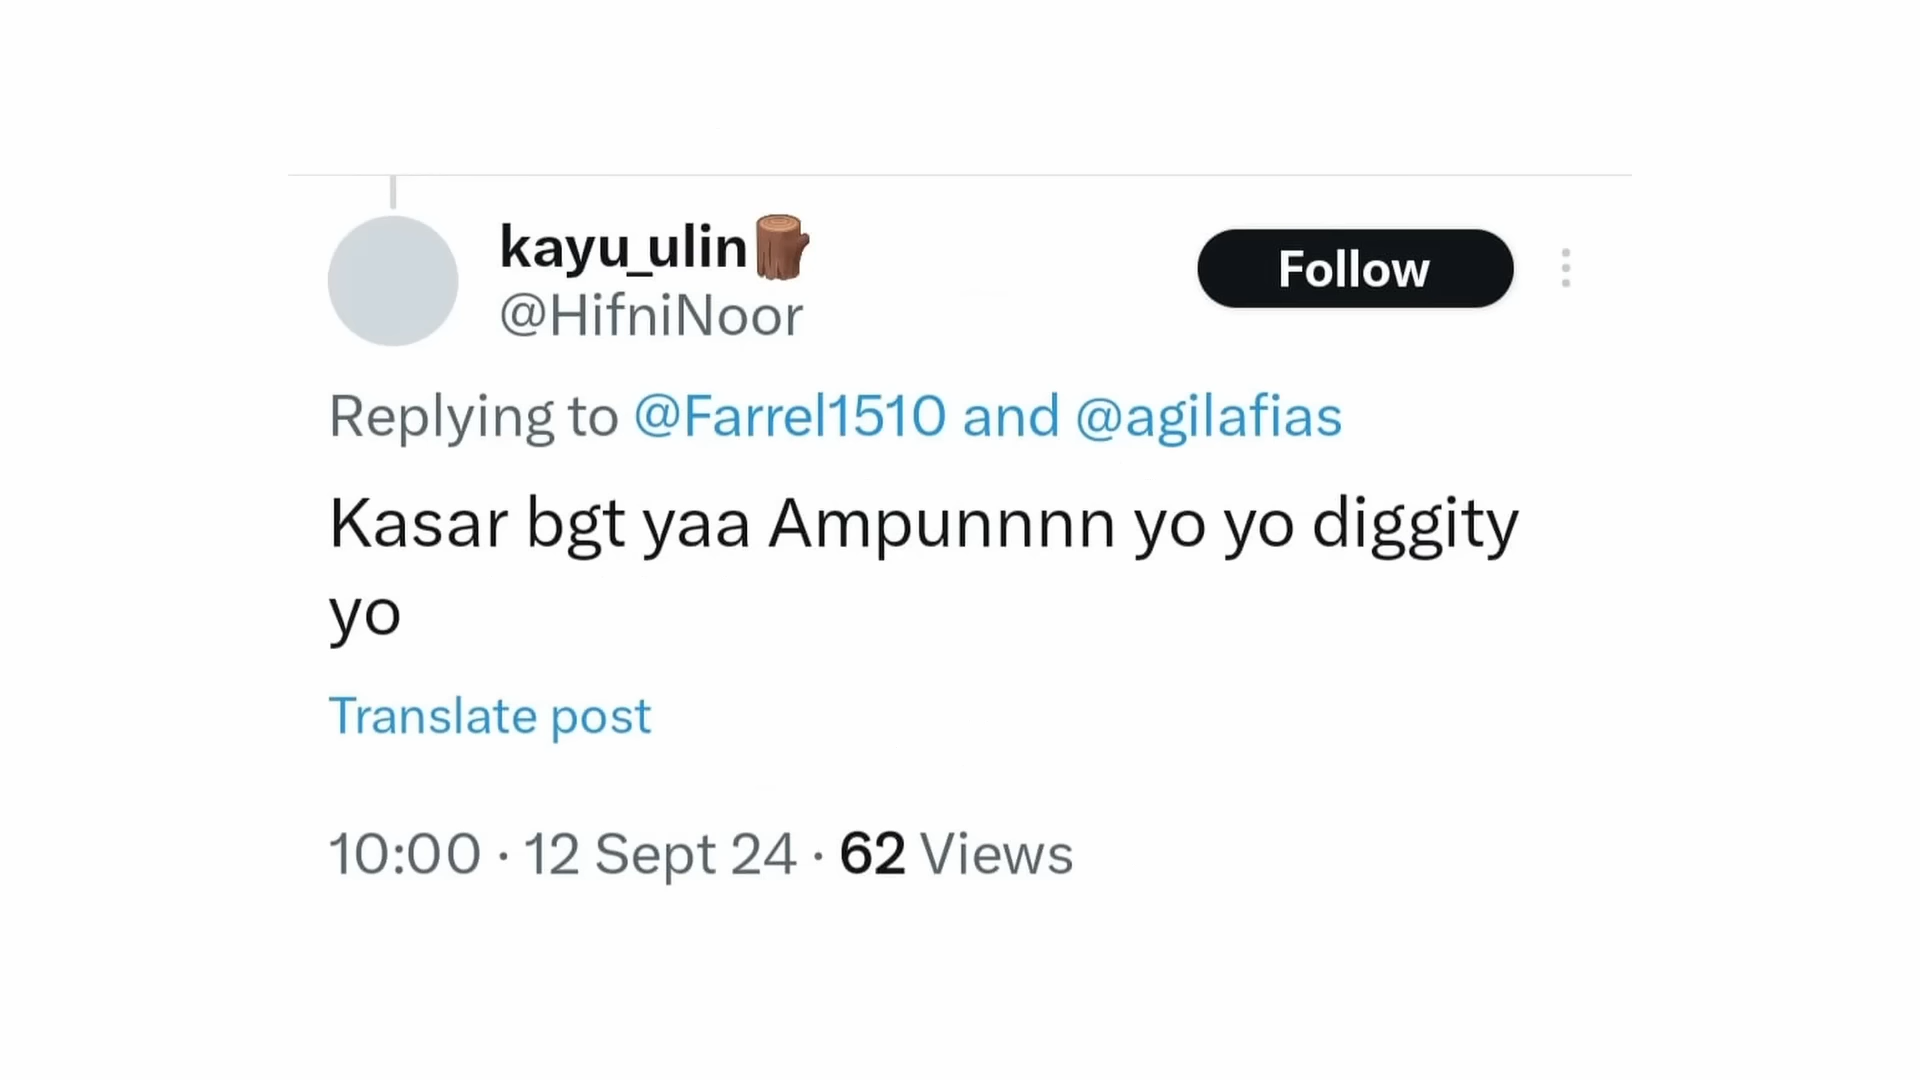 kayu_ulin🪵
@HifniNoor
Follow
Replying to @Farrel1510 and @agilafias
Kasar bgt yaa Ampunnnn yo yo diggity
yo
Translate post
10:00 · 12 Sept 24 · 62 Views